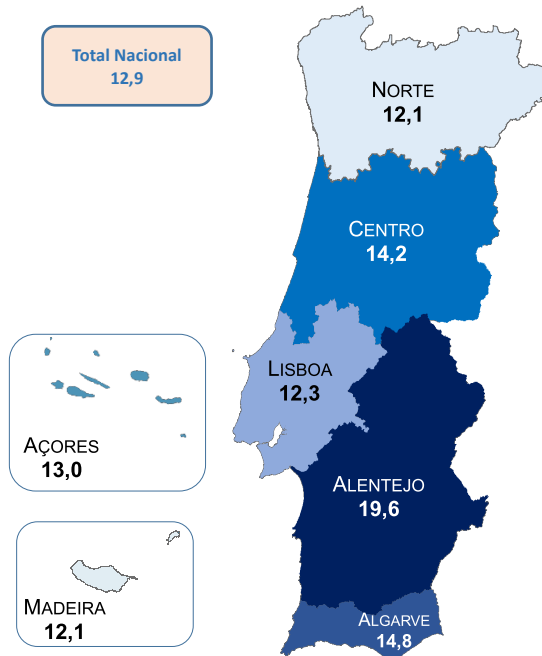 Total Nacional
12,9
NORTE
12,1
CENTRO
14,2
LISBOA
12,3
AÇORES
13,0
ALENTEJO
19,6
MADEIRA
12,1
ALGARVE
14,8